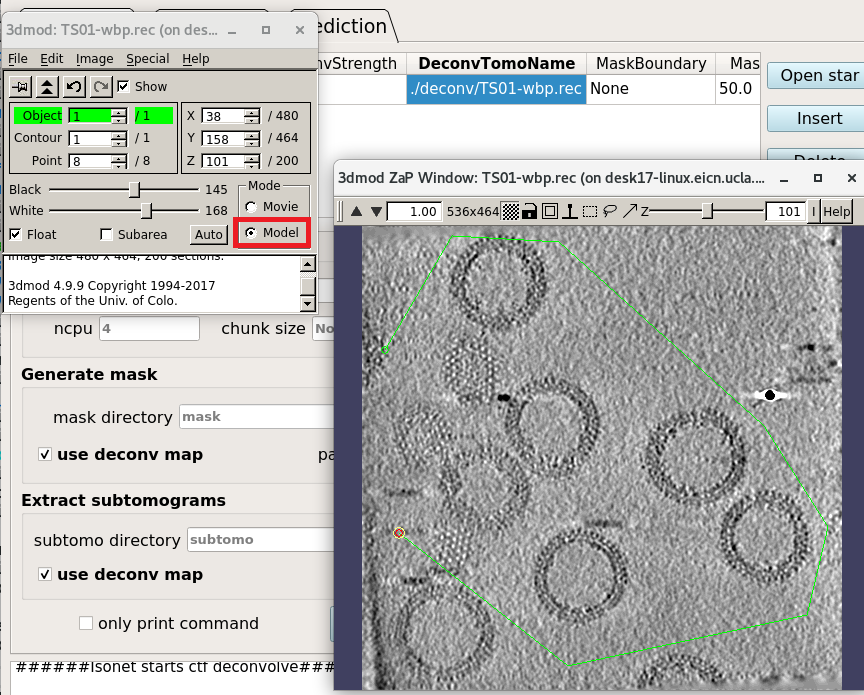 3dmod: TS01-wbp.rec (on des...
ediction
File Edit Image Special Help
Show
Object 1 / 1
X 38 / 480
Contour 1 / 1
Y 158 / 464
Point 8 / 8
Z 101 / 200
Black 145
White 168
Mode
Movie
Model
Float Subarea Auto
Image size 480 x 464, 200 sections.
3dmod 4.9.9 Copyright 1994-2017
Regents of the Univ. of Colo.
nvStrength DeconvTomoName MaskBoundary Mas
./deconv/TS01-wbp.rec None 50.0
Open star
Insert
Delete
3dmod ZaP Window: TS01-wbp.rec (on desk17-linux.eicn.ucla....
1.00 536x464 Z 101 I Help
ncpu 4 chunk size No
Generate mask
mask directory mask
use deconv map pa
Extract subtomograms
subtomo directory subtomo
use deconv map
only print command
######Isonet starts ctf deconvolve###